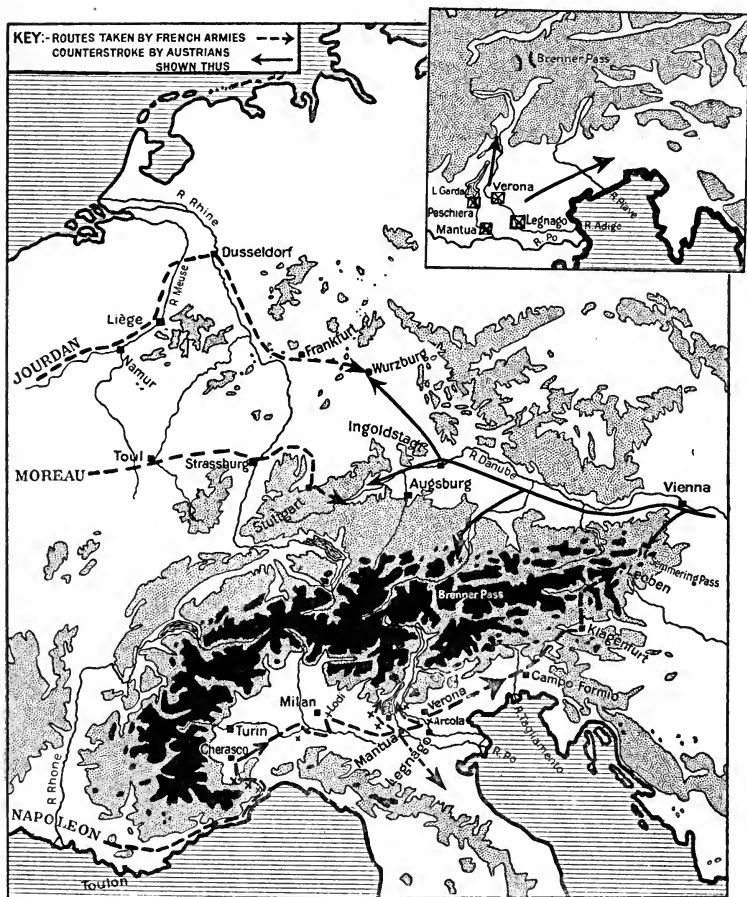 KEY:- ROUTES TAKEN BY FRENCH ARMIES
COUNTERSTROKE BY AUSTRIANS
SHOWN THUS
Brenner Pass
L Garda
Verona
Peschiera
Legnago
Mantua
R. Po
R. Adige
R. Piave
R. Rhine
Dusseldorf
R. Meuse
Liège
Frankfurt
Wurzburg
JOURDAN
Namur
Ingoldstadt
R. Danube
Toul
Strassburg
MOREAU
Vienna
Augsburg
Stuttgart
Semmering Pass
Leoben
Brenner Pass
Klagenfurt
Campo Formio
Milan
Lodi
Verona
Arcola
Turin
Mantua
R. Tagliamento
Cherasco
Legnago
R. Po
R. Rhone
NAPOLEON
Toulon